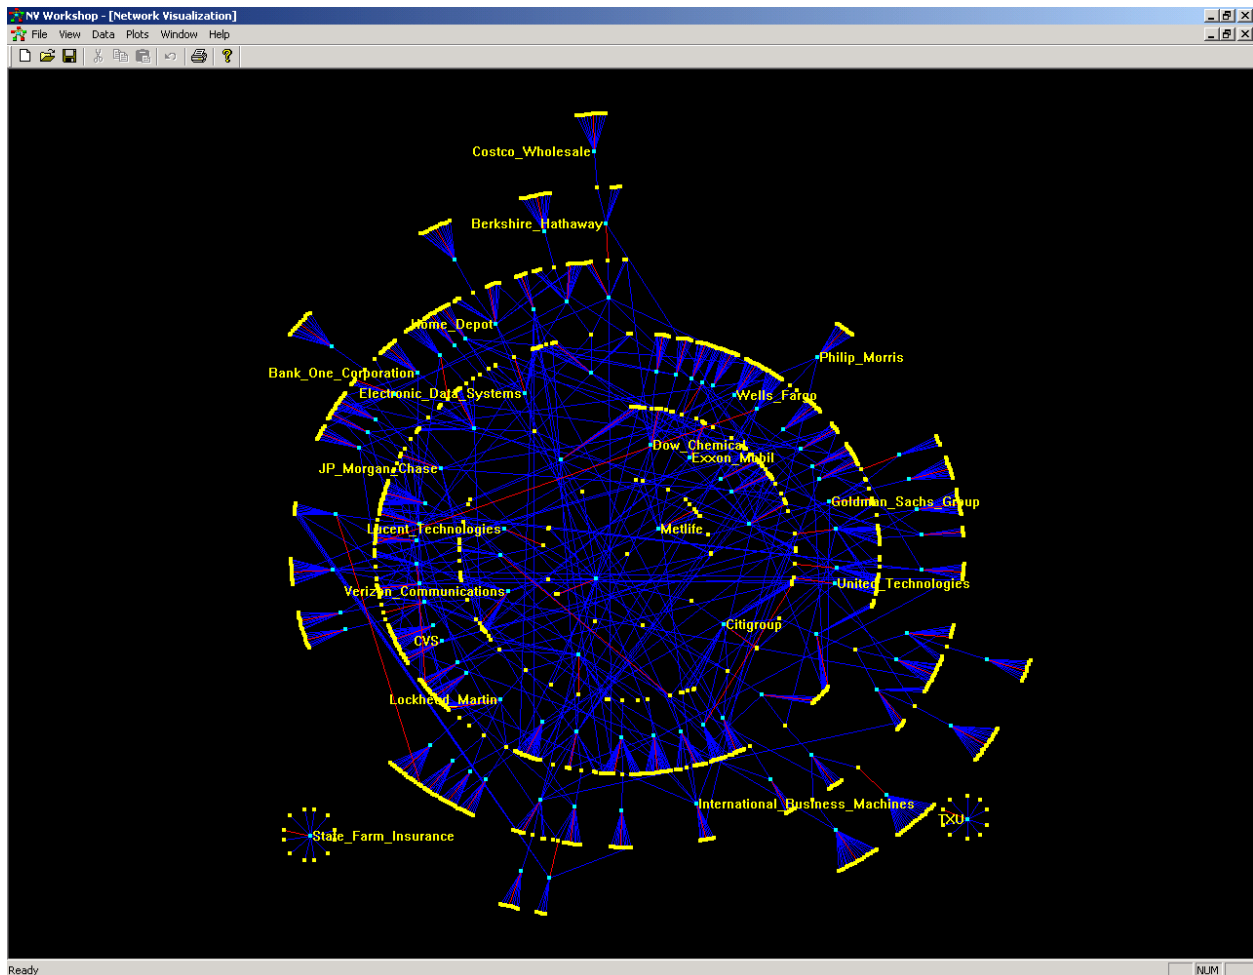 NV Workshop - [Network Visualization]
File View Data Plots Window Help
Costco_Wholesale
Berkshire_Hathaway
Home_Depot
Philip_Morris
Bank_One_Corporation
Electronic_Data_Systems
Wells_Fargo
Dow_Chemical
Exxon_Mobil
JP_Morgan_Chase
Goldman_Sachs_Group
Lucent_Technologies
Metlife
United_Technologies
Verizon_Communications
Citigroup
CVS
Lockheed_Martin
International_Business_Machines
TXU
State_Farm_Insurance
Ready NUM